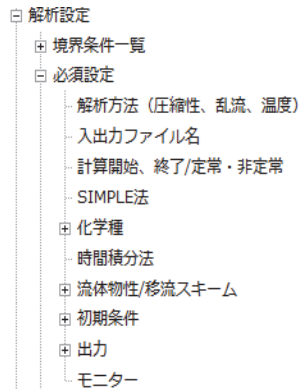 解析設定
境界条件一覧
必須設定
解析方法（圧縮性、乱流、温度）
入出力ファイル名
計算開始、終了/定常・非定常
SIMPLE法
化学種
時間積分法
流体物性/移流スキーム
初期条件
出力
モニター